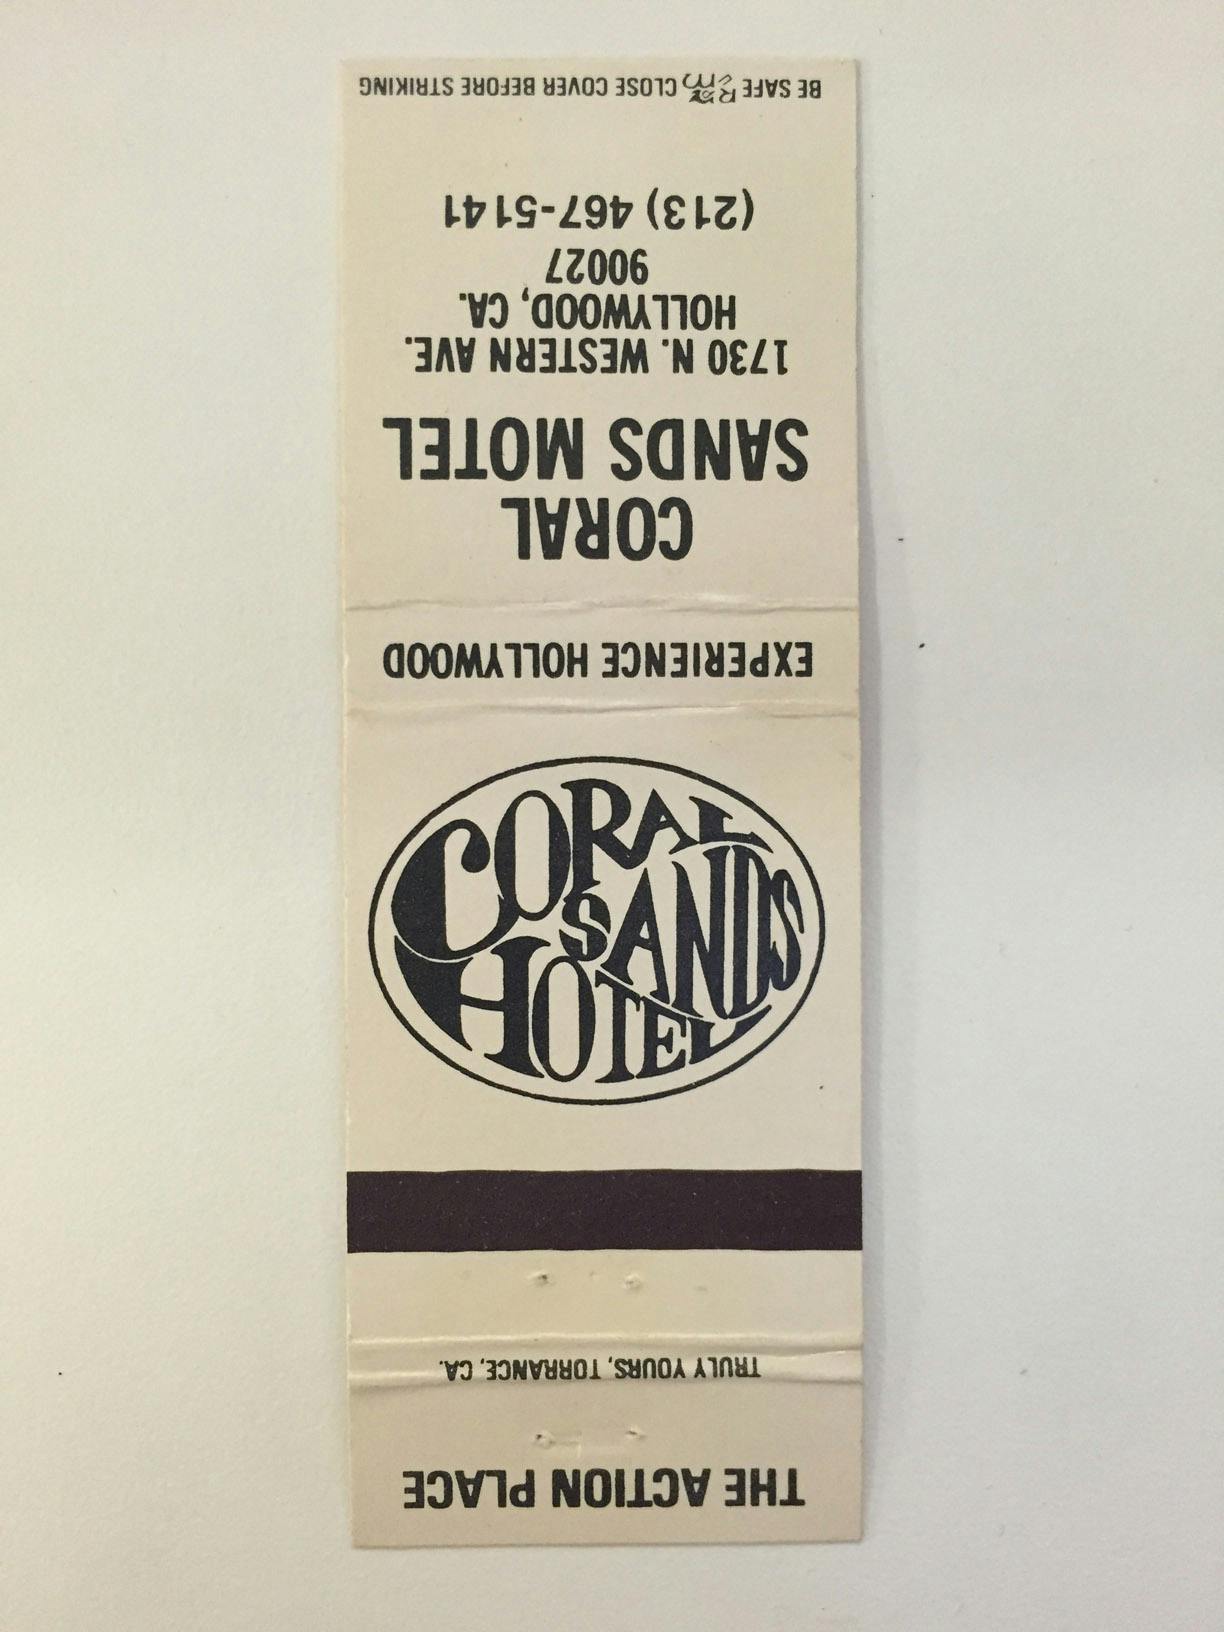 THE ACTION PLACE
TRULY YOURS, TORRANCE, CA.
CORAL
SANDS
HOTEL
EXPERIENCE HOLLYWOOD
CORAL
SANDS MOTEL
1730 N. WESTERN AVE.
HOLLYWOOD, CA.
90027
(213) 467-5141
BE SAFE CLOSE COVER BEFORE STRIKING